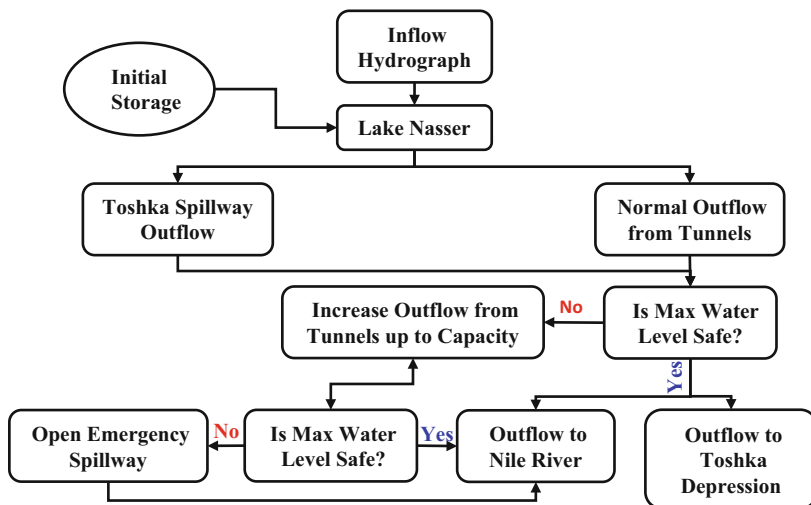 Inflow
Hydrograph
Initial
Storage
Lake Nasser
Toshka Spillway
Outflow
Normal Outflow
from Tunnels
Increase Outflow from
Tunnels up to Capacity
No
Is Max Water
Level Safe?
Yes
Open Emergency
Spillway
No
Is Max Water
Level Safe?
Yes
Outflow to
Nile River
Outflow to
Toshka
Depression